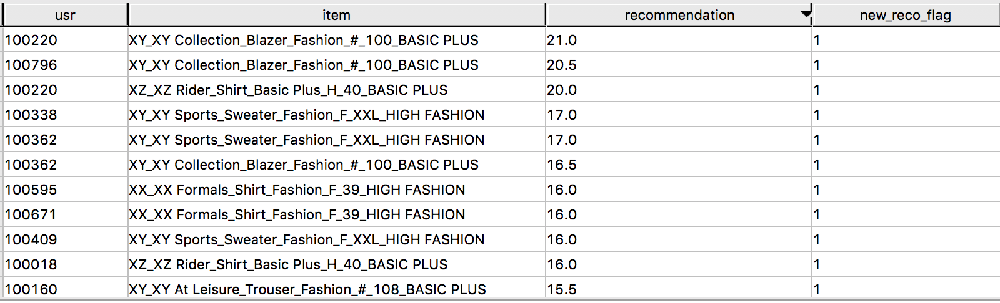 usr item recommendation new_reco_flag
100220 XY_XY Collection_Blazer_Fashion_#_100_BASIC PLUS 21.0 1
100796 XY_XY Collection_Blazer_Fashion_#_100_BASIC PLUS 20.5 1
100220 XZ_XZ Rider_Shirt_Basic Plus_H_40_BASIC PLUS 20.0 1
100338 XY_XY Sports_Sweater_Fashion_F_XXL_HIGH FASHION 17.0 1
100362 XY_XY Sports_Sweater_Fashion_F_XXL_HIGH FASHION 17.0 1
100362 XY_XY Collection_Blazer_Fashion_#_100_BASIC PLUS 16.5 1
100595 XX_XX Formals_Shirt_Fashion_F_39_HIGH FASHION 16.0 1
100671 XX_XX Formals_Shirt_Fashion_F_39_HIGH FASHION 16.0 1
100409 XY_XY Sports_Sweater_Fashion_F_XXL_HIGH FASHION 16.0 1
100018 XZ_XZ Rider_Shirt_Basic Plus_H_40_BASIC PLUS 16.0 1
100160 XY_XY At Leisure_Trouser_Fashion_#_108_BASIC PLUS 15.5 1